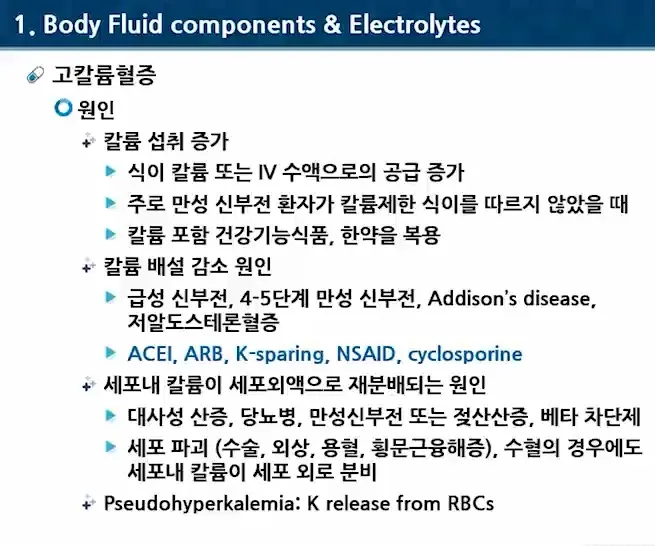 1. Body Fluid components & Electrolytes
고칼륨혈증
원인
칼륨 섭취 증가
식이 칼륨 또는 IV 수액으로의 공급 증가
주로 만성 신부전 환자가 칼륨제한 식이를 따르지 않았을 때
칼륨 포함 건강기능식품, 한약을 복용
칼륨 배설 감소 원인
급성 신부전, 4-5단계 만성 신부전, Addison's disease,
저알도스테론혈증
ACEI, ARB, K-sparing, NSAID, cyclosporine
세포내 칼륨이 세포외액으로 재분배되는 원인
대사성 산증, 당뇨병, 만성신부전 또는 젖산산증, 베타 차단제
세포 파괴 (수술, 외상, 용혈, 횡문근융해증), 수혈의 경우에도
세포내 칼륨이 세포 외로 분비
Pseudohyperkalemia: K release from RBCs